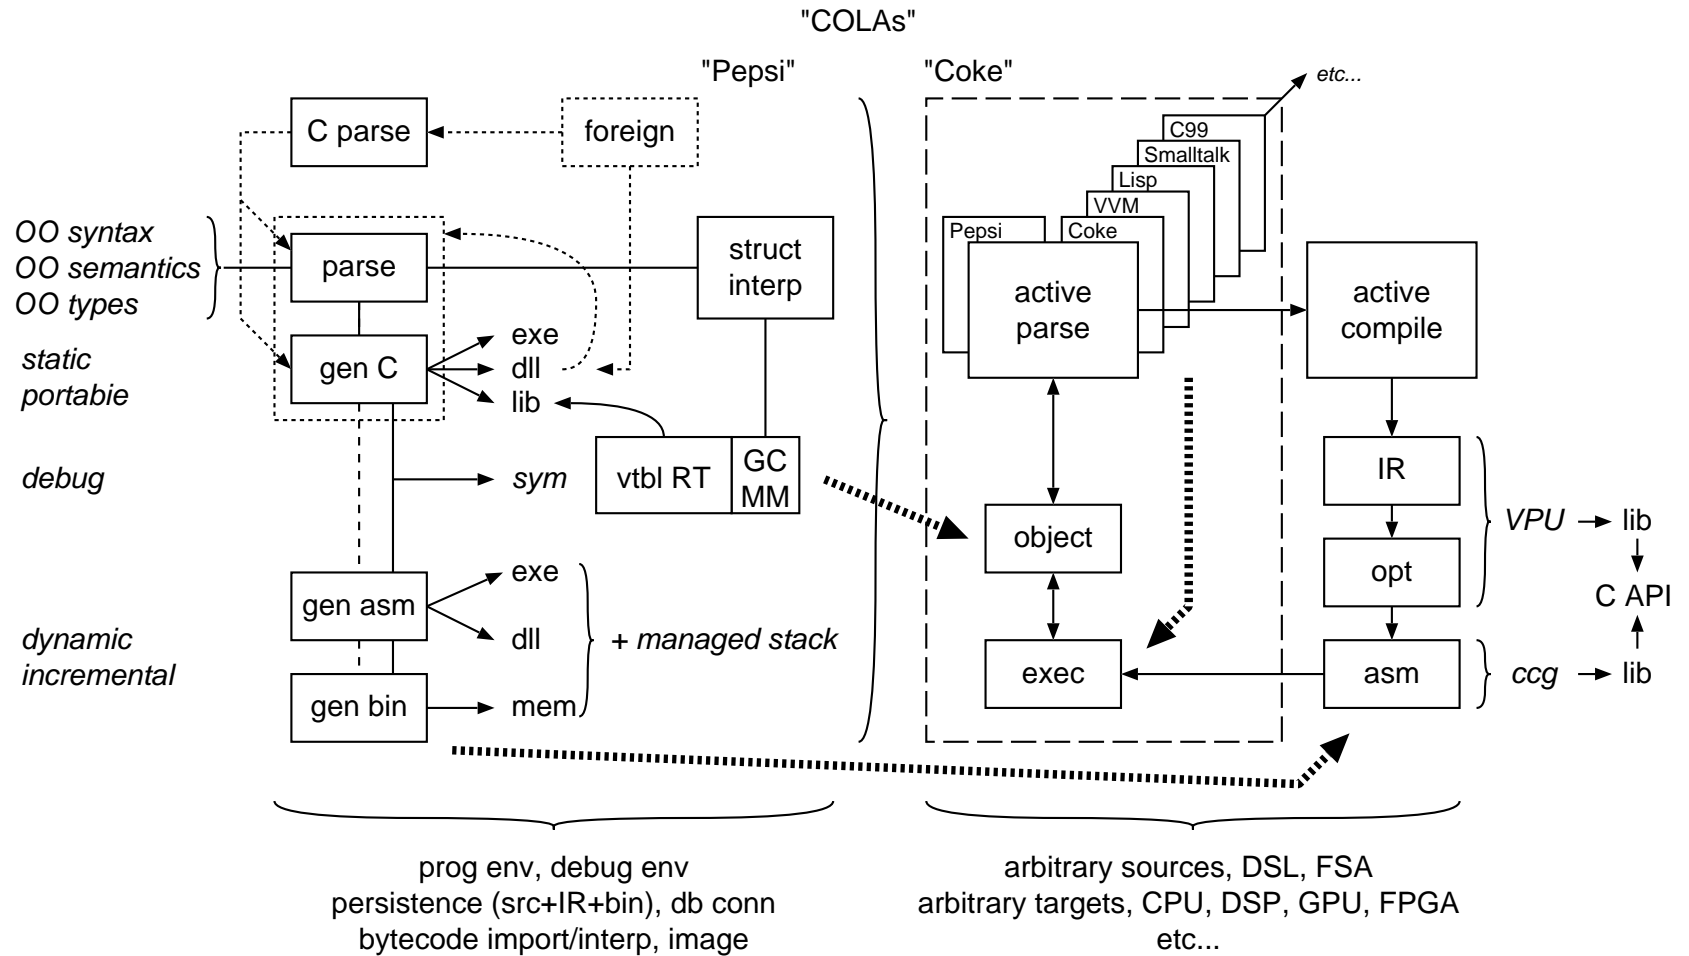 "COLAs"
"Pepsi"
"Coke"
etc...
C parse
foreign
C99
Smalltalk
Lisp
VVM
Pepsi
Coke
OO syntax
OO semantics
OO types
parse
struct
interp
active
parse
active
compile
static
portabie
gen C
exe
dll
lib
debug
sym
vtbl RT
GC
MM
object
IR
opt
VPU
lib
C API
dynamic
incremental
gen asm
exe
dll
+ managed stack
gen bin
mem
exec
asm
ccg
lib
prog env, debug env
persistence (src+IR+bin), db conn
bytecode import/interp, image
arbitrary sources, DSL, FSA
arbitrary targets, CPU, DSP, GPU, FPGA
etc...